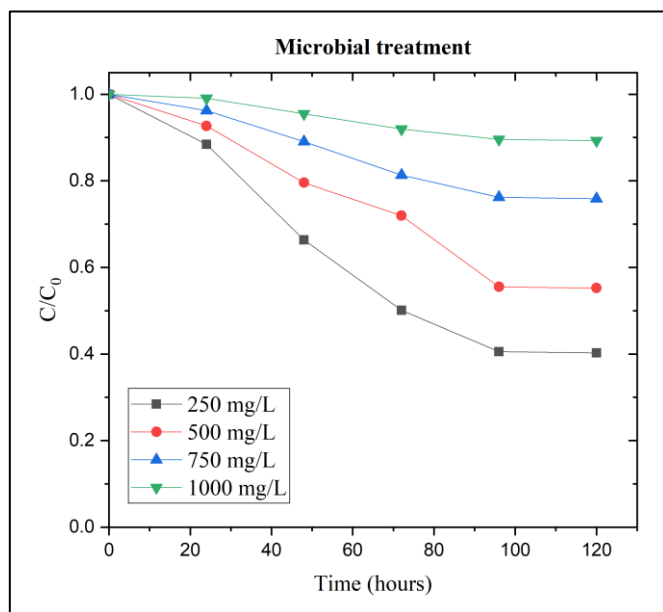 Microbial treatment
1.0
0.8
0.6
0.4
0.2
0.0
C/C₀
250 mg/L
500 mg/L
750 mg/L
1000 mg/L
0 20 40 60 80 100 120
Time (hours)